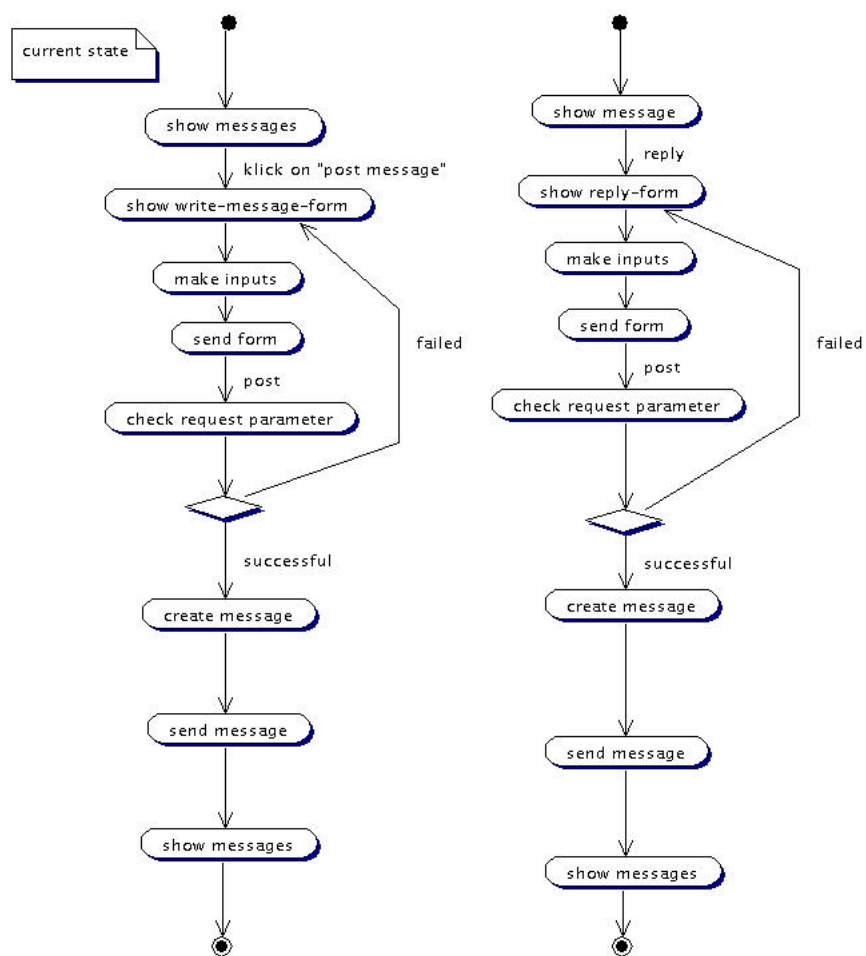 current state
show messages
klick on "post message"
show write-message-form
make inputs
send form
failed
post
check request parameter
successful
create message
send message
show messages
show message
reply
show reply-form
make inputs
send form
failed
post
check request parameter
successful
create message
send message
show messages